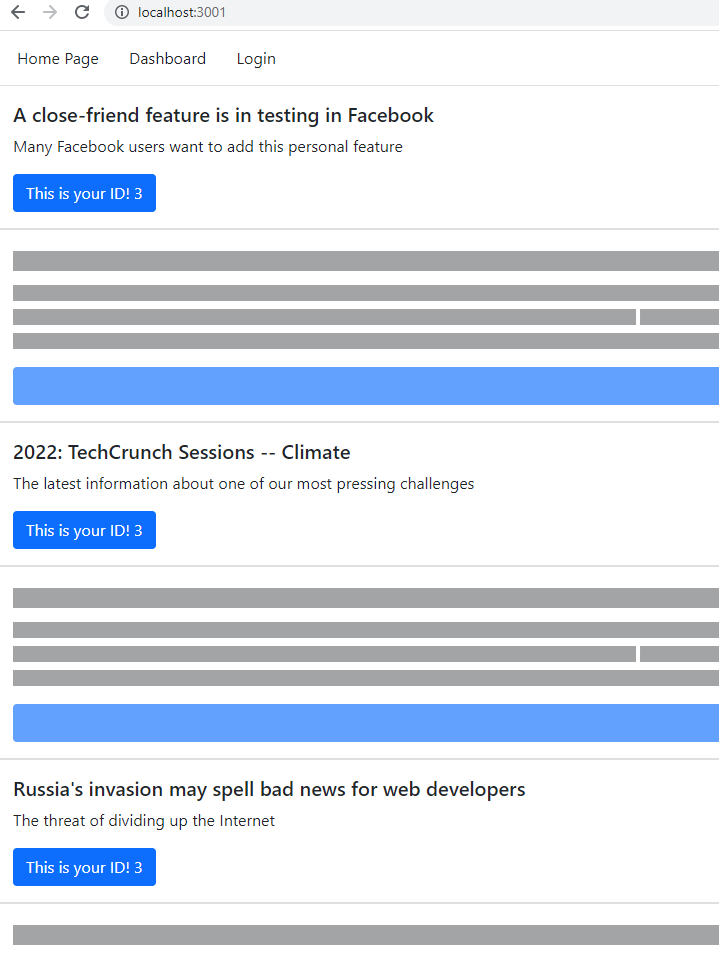 localhost:3001
Home Page Dashboard Login
A close-friend feature is in testing in Facebook
Many Facebook users want to add this personal feature
This is your ID! 3
2022: TechCrunch Sessions -- Climate
The latest information about one of our most pressing challenges
This is your ID! 3
Russia's invasion may spell bad news for web developers
The threat of dividing up the Internet
This is your ID! 3